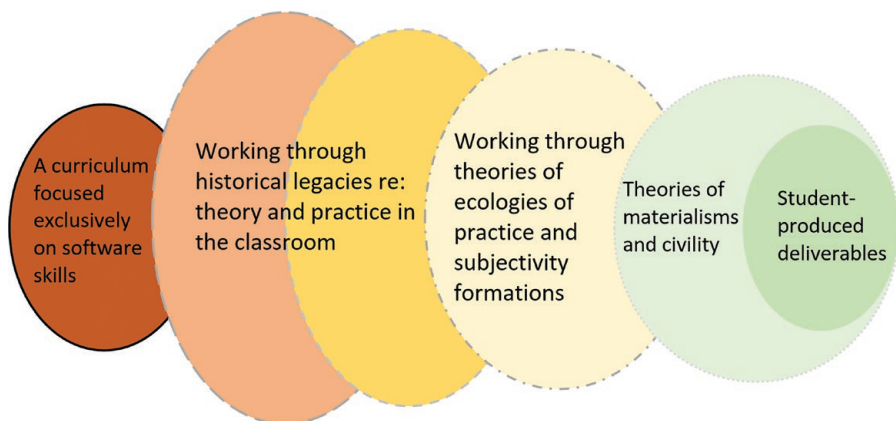 A curriculum
focused
exclusively
on software
skills
Working through
historical legacies re:
theory and practice in
the classroom
Working through
theories of
ecologies of
practice and
subjectivity
formations
Theories of
materialisms
and civility
Student-
produced
deliverables